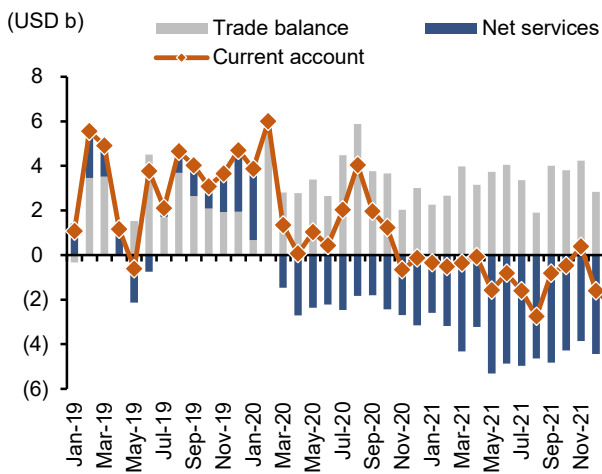 (USD b)
Trade balance
Net services
Current account
8
6
4
2
0
(2)
(4)
(6)
Jan-19
Mar-19
May-19
Jul-19
Sep-19
Nov-19
Jan-20
Mar-20
May-20
Jul-20
Sep-20
Nov-20
Jan-21
Mar-21
May-21
Jul-21
Sep-21
Nov-21